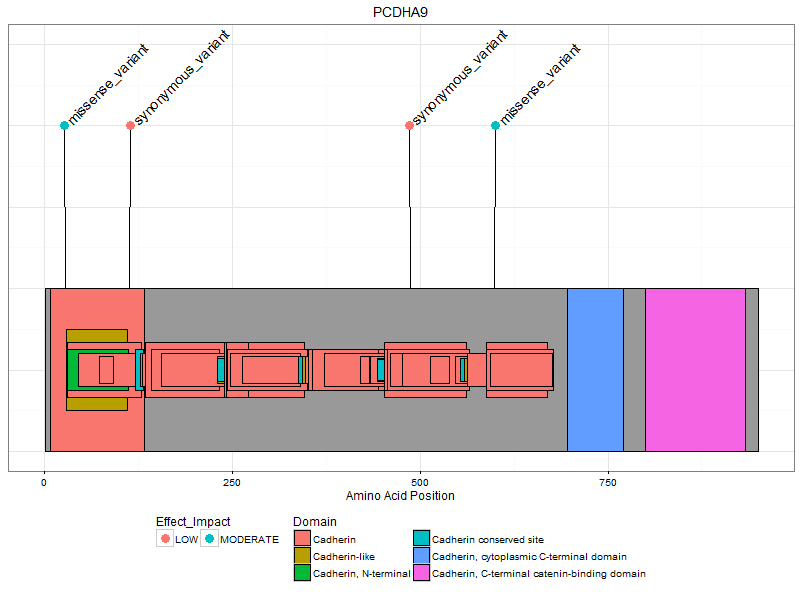 PCDHA9
missense_variant
synonymous_variant
synonymous_variant
missense_variant
0 250 500 750
Amino Acid Position
Effect_Impact
LOW MODERATE
Domain
Cadherin
Cadherin-like
Cadherin, N-terminal
Cadherin conserved site
Cadherin, cytoplasmic C-terminal domain
Cadherin, C-terminal catenin-binding domain